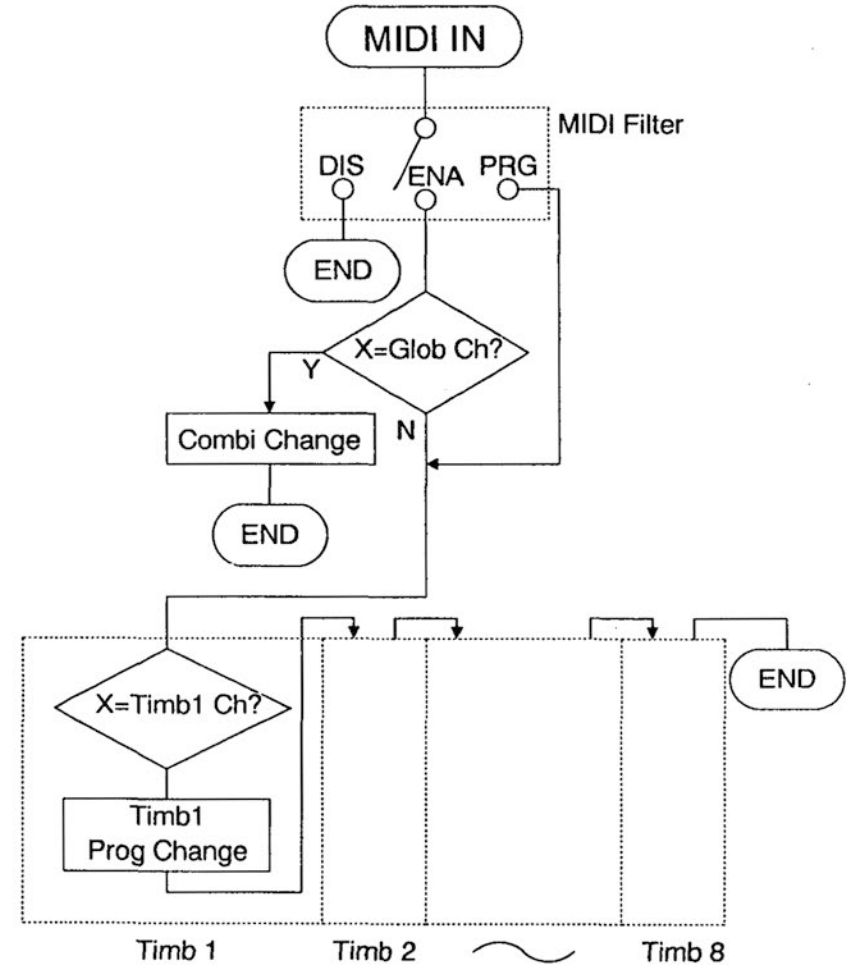 MIDI IN
MIDI Filter
DIS
ENA
PRG
END
X=Glob Ch?
Y
N
Combi Change
END
X=Timb1 Ch?
END
Timb1
Prog Change
Timb 1
Timb 2
Timb 8